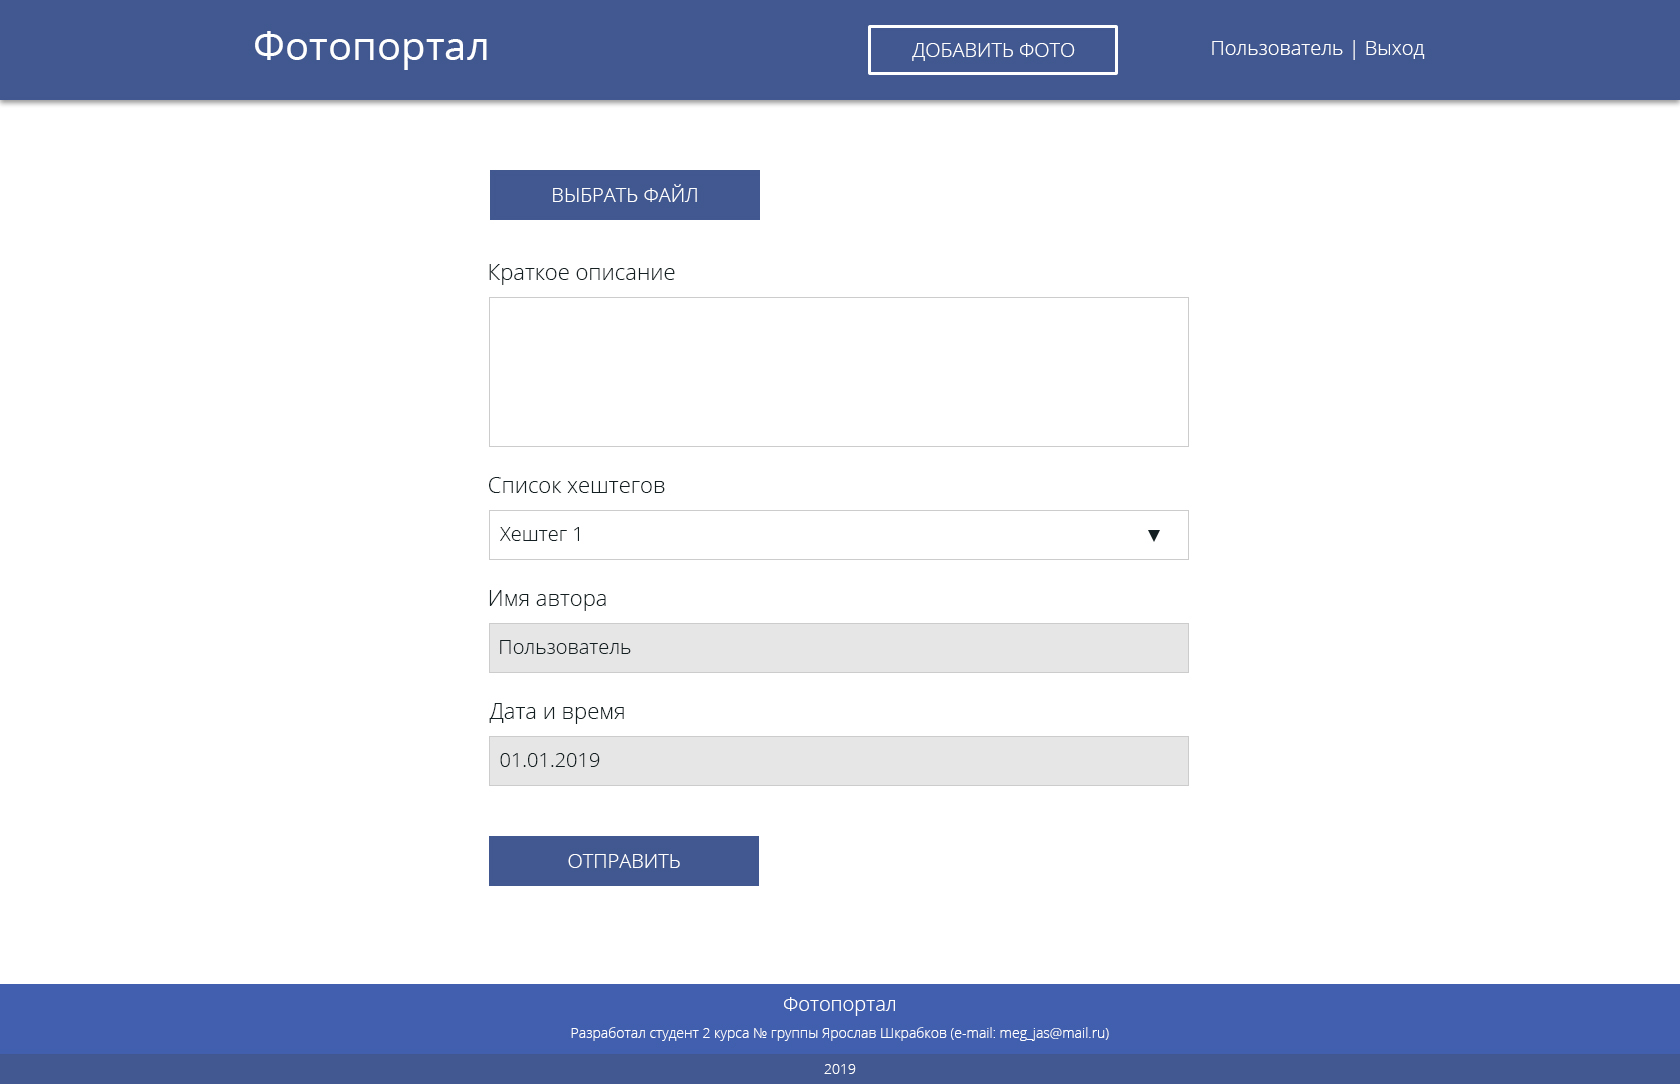 Фотопортал
ДОБАВИТЬ ФОТО
Пользователь | Выход
ВЫБРАТЬ ФАЙЛ
Краткое описание
Список хештегов
Хештег 1
Имя автора
Пользователь
Дата и время
01.01.2019
ОТПРАВИТЬ
Фотопортал
Разработал студент 2 курса № группы Ярослав Шкрабков (e-mail: meg_jas@mail.ru)
2019